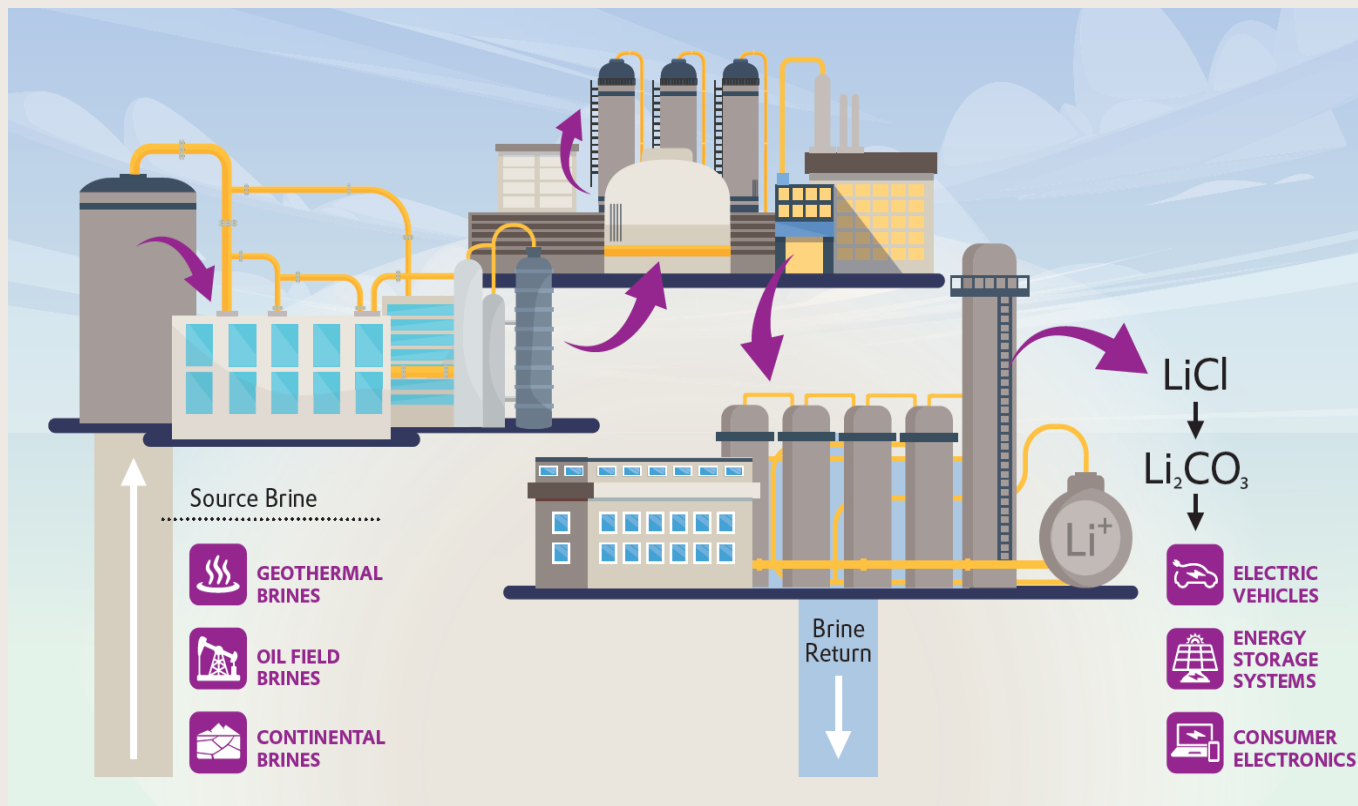 Source Brine
GEOTHERMAL
BRINES
OIL FIELD
BRINES
CONTINENTAL
BRINES
Brine
Return
Li⁺
LiCl
Li₂CO₃
ELECTRIC
VEHICLES
ENERGY
STORAGE
SYSTEMS
CONSUMER
ELECTRONICS